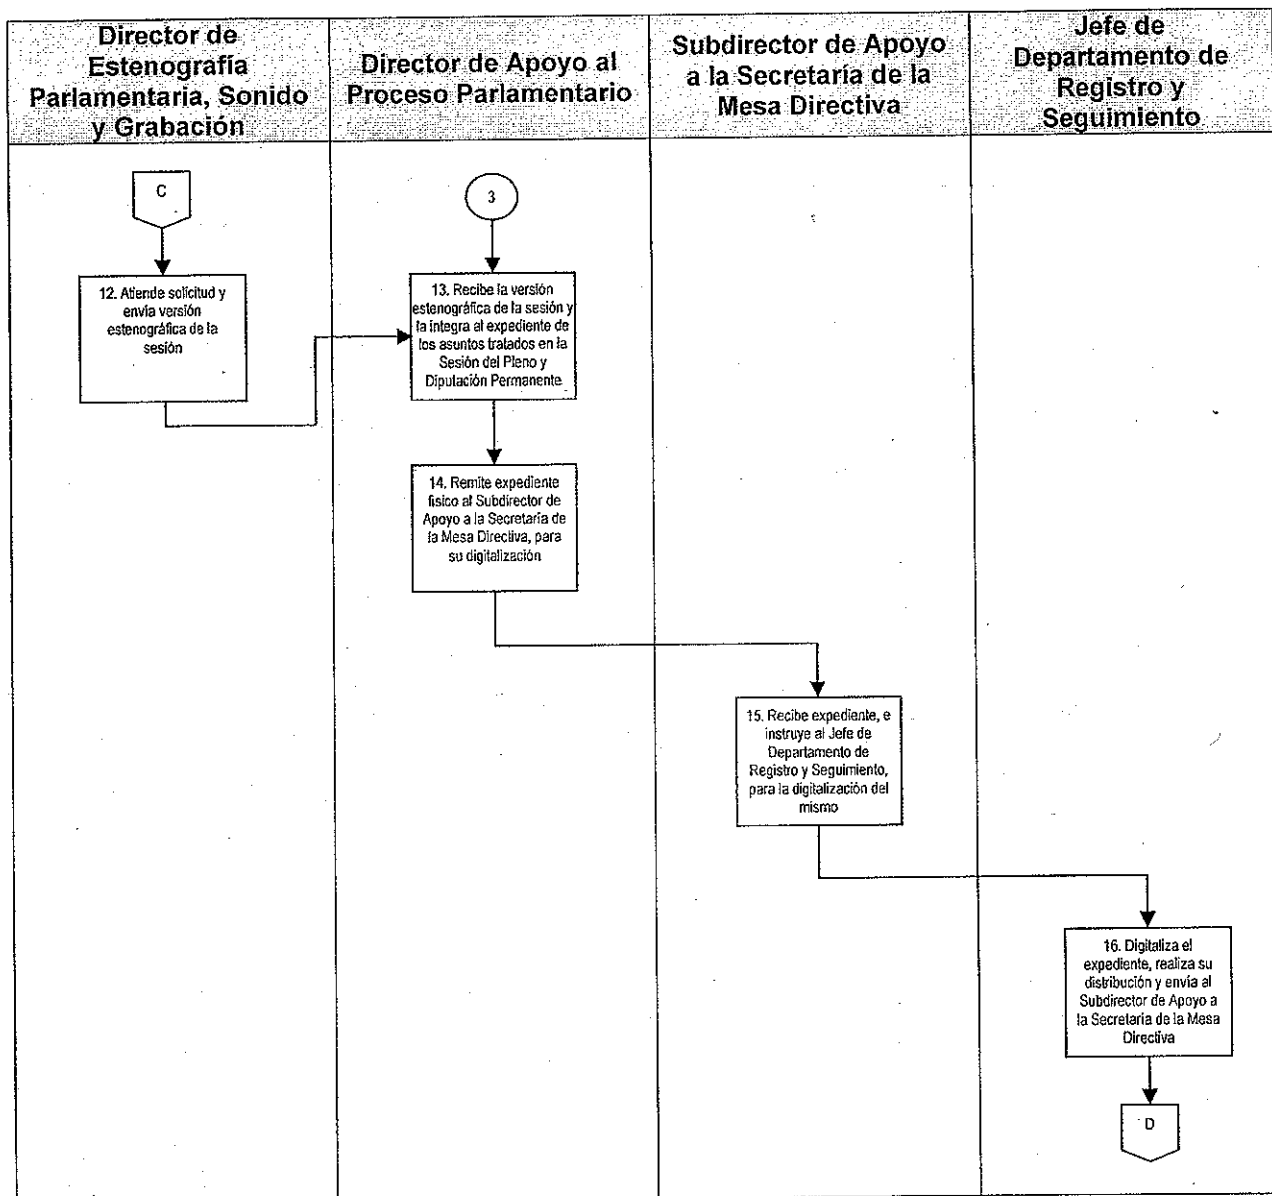 Director de
Estenografía
Parlamentaria, Sonido
y Grabación
Director de Apoyo al
Proceso Parlamentario
Subdirector de Apoyo
a la Secretaría de la
Mesa Directiva
Jefe de
Departamento de
Registro y
Seguimiento
C
3
12. Atiende solicitud y
envía versión
estenográfica de la
sesión
13. Recibe la versión
estenográfica de la sesión y
la integra al expediente de
los asuntos tratados en la
Sesión del Pleno y
Diputación Permanente
14. Remite expediente
físico al Subdirector de
Apoyo a la Secretaría de
la Mesa Directiva, para
su digitalización
15. Recibe expediente, e
instruye al Jefe de
Departamento de
Registro y Seguimiento,
para la digitalización del
mismo
16. Digitaliza el
expediente, realiza su
distribución y envía al
Subdirector de Apoyo a
la Secretaria de la Mesa
Directiva
D